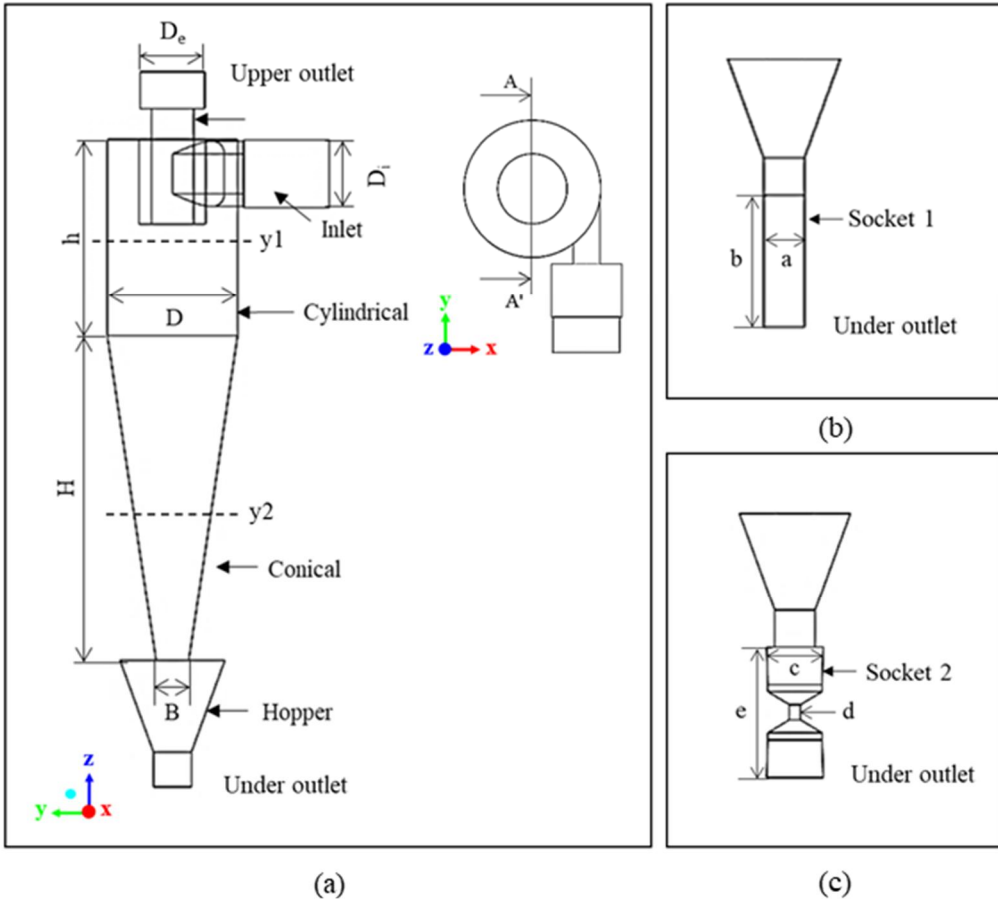 Dₑ
Upper outlet
Dᵢ
Inlet
h
y1
D
Cylindrical
H
y2
Conical
B
Hopper
Under outlet
z
y
x
A
A'
y
z
x
(a)
b
a
Socket 1
Under outlet
(b)
c
Socket 2
e
d
Under outlet
(c)